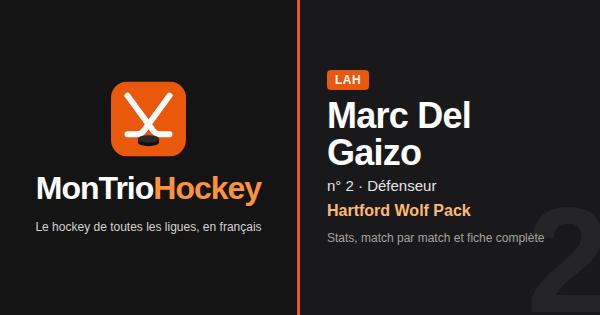 MonTrioHockey
Le hockey de toutes les ligues, en français
LAH
Marc Del
Gaizo
n° 2 · Défenseur
Hartford Wolf Pack
Stats, match par match et fiche complète
2